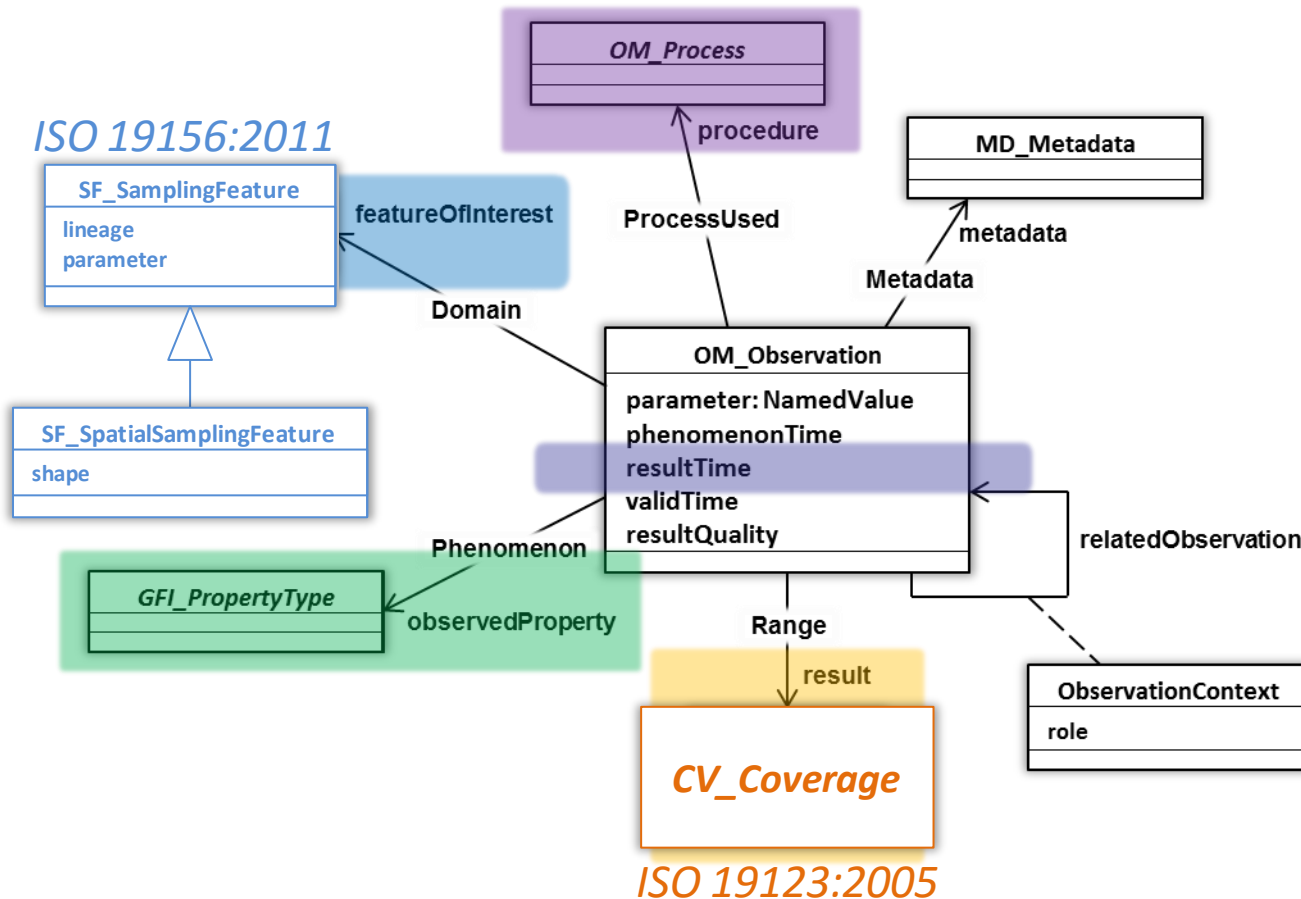 OM_Process
procedure
ISO 19156:2011
SF_SamplingFeature
lineage
parameter
featureOfInterest
MD_Metadata
ProcessUsed
metadata
Metadata
Domain
OM_Observation
parameter: NamedValue
phenomenonTime
resultTime
validTime
resultQuality
SF_SpatialSamplingFeature
shape
Phenomenon
GFI_PropertyType
observedProperty
relatedObservation
Range
result
ObservationContext
role
CV_Coverage
ISO 19123:2005